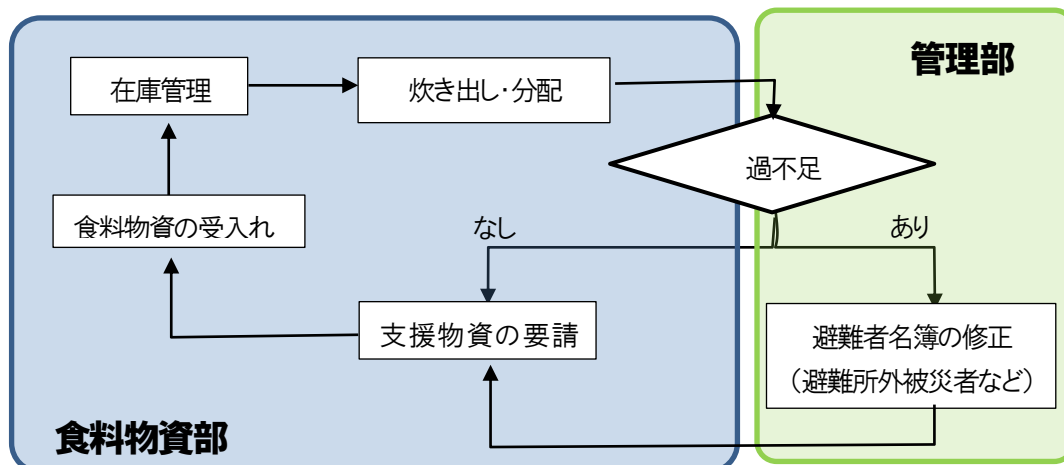 管理部
在庫管理
炊き出し・分配
過不足
食料物資の受入れ
なし
あり
支援物資の要請
避難者名簿の修正
（避難所外被災者など）
食料物資部